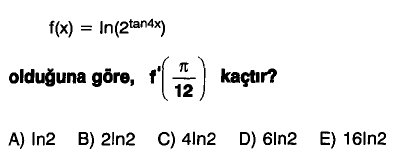 f(x) = ln(2^tan4x)
olduğuna göre, f'(π/12) kaçtır?
A) ln2 B) 2ln2 C) 4ln2 D) 6ln2 E) 16ln2